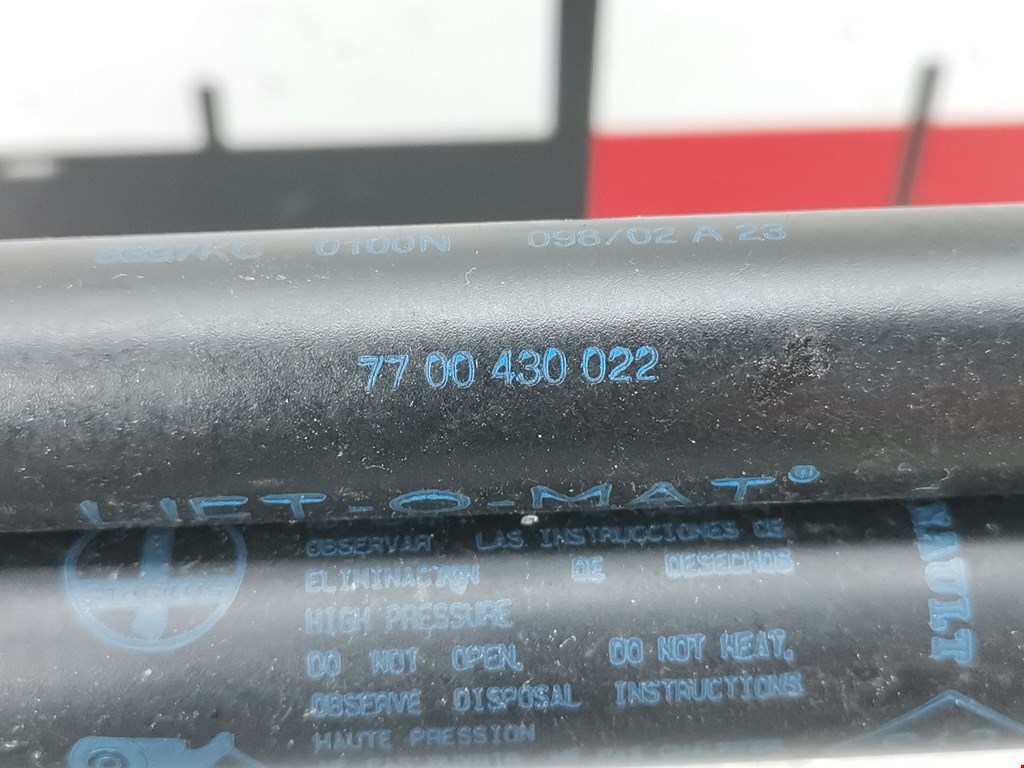 0100N 098/02 A 23
77 00 430 022
LIFT-O-MAT®
OBSERVAR LAS INSTRUCCIONES DE
ELIMINACION DE DESECHOS
HIGH PRESSURE
DO NOT OPEN. DO NOT HEAT.
OBSERVE DISPOSAL INSTRUCTIONS
HAUTE PRESSION